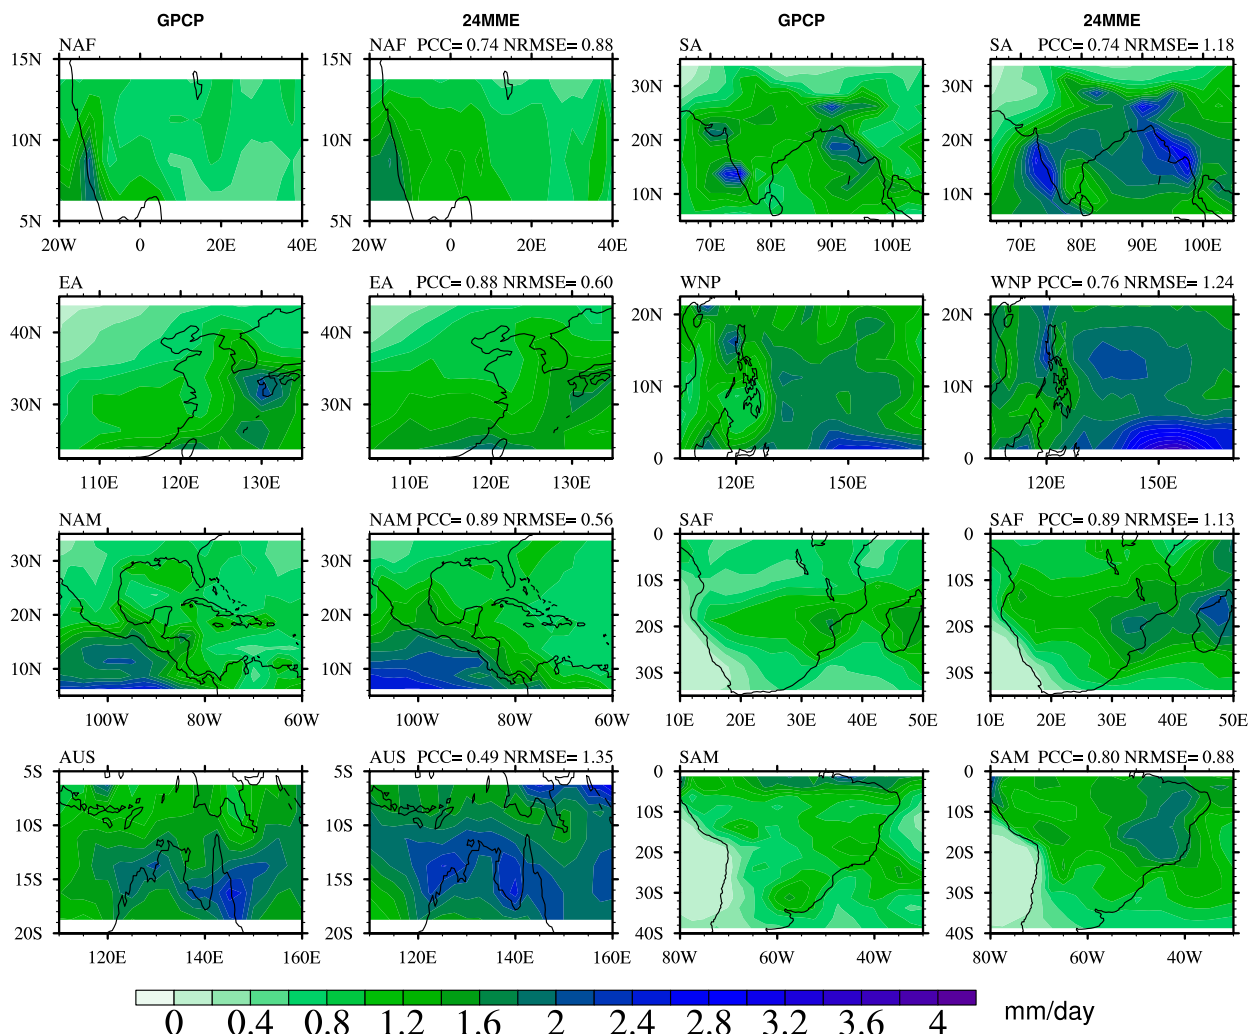 GPCP 24MME GPCP 24MME
NAF NAF PCC= 0.74 NRMSE= 0.88 SA SA PCC= 0.74 NRMSE= 1.18
15N 15N
30N 30N
10N 10N 20N 20N
10N 10N
5N 5N
20W 0 20E 40E 20W 0 20E 40E 70E 80E 90E 100E 70E 80E 90E 100E
EA EA PCC= 0.88 NRMSE= 0.60 WNP WNP PCC= 0.76 NRMSE= 1.24
40N 40N 20N 20N
30N 30N 10N 10N
0 0
110E 120E 130E 110E 120E 130E 120E 150E 120E 150E
NAM NAM PCC= 0.89 NRMSE= 0.56 SAF SAF PCC= 0.89 NRMSE= 1.13
0 0
30N 30N
10S 10S
20N 20N
20S 20S
10N 10N 30S 30S
100W 80W 60W 100W 80W 60W 10E 20E 30E 40E 50E 10E 20E 30E 40E 50E
AUS AUS PCC= 0.49 NRMSE= 1.35 SAM SAM PCC= 0.80 NRMSE= 0.88
5S 5S 0 0
10S 10S 10S 10S
20S 20S
15S 15S 30S 30S
20S 20S 40S 40S
120E 140E 160E 120E 140E 160E 80W 60W 40W 80W 60W 40W
0 0.4 0.8 1.2 1.6 2 2.4 2.8 3.2 3.6 4 mm/day